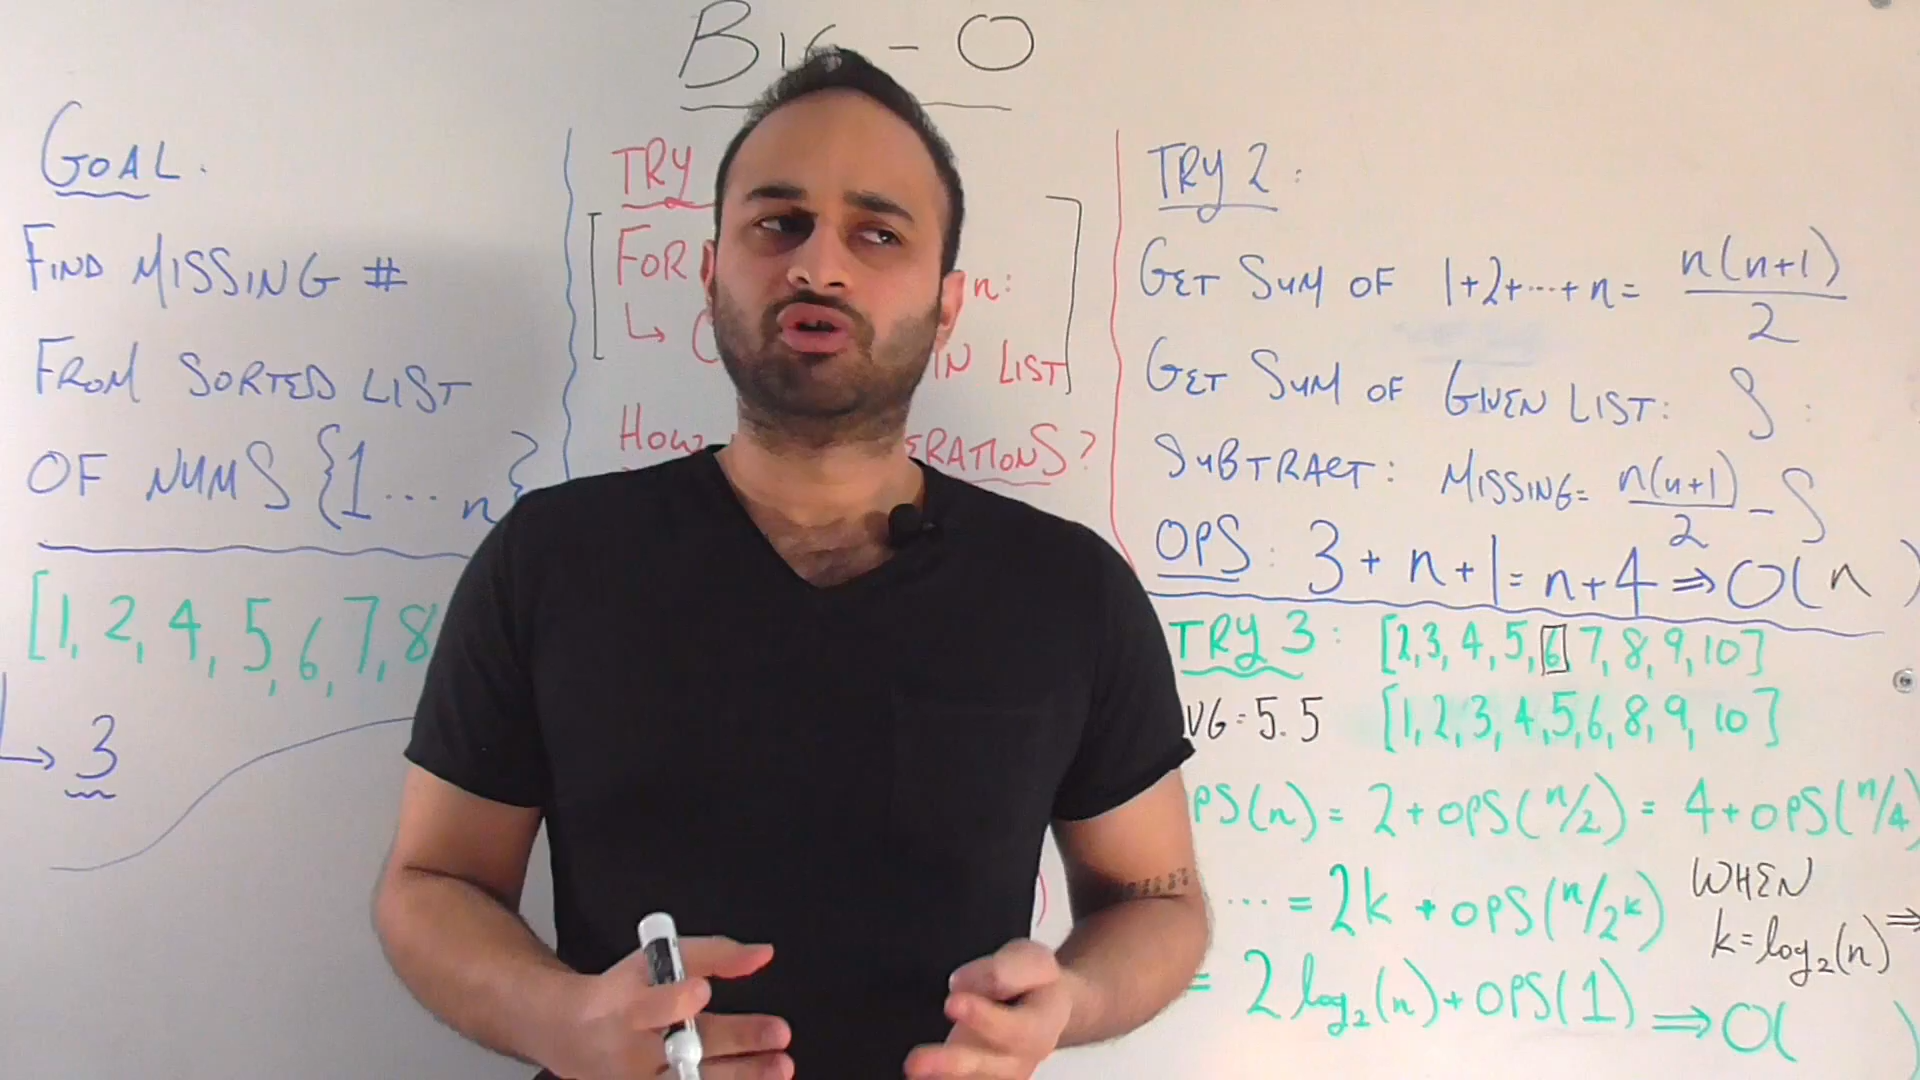 BIG - O
GOAL.
FIND MISSING #
FROM SORTED LIST
OF NUMS {1 ... n}
[1, 2, 4, 5, 6, 7, 8
↳ 3
TRY
FOR n:
↳ IN LIST
HOW ERATIONS?
TRY 2:
GET SUM OF 1+2+...+n = n(n+1)/2
GET SUM OF GIVEN LIST: S
SUBTRACT: MISSING = n(n+1)/2 - S
OPS: 3 + n + 1 = n + 4 ⇒ O(n)
TRY 3: [2, 3, 4, 5, 6, 7, 8, 9, 10]
VG = 5.5 [1, 2, 3, 4, 5, 6, 8, 9, 10]
PS(n) = 2 + OPS(n/2) = 4 + OPS(n/4)
... = 2k + OPS(n/2^k) WHEN
k = log₂(n) ⇒
= 2 log₂(n) + OPS(1) ⇒ O( )